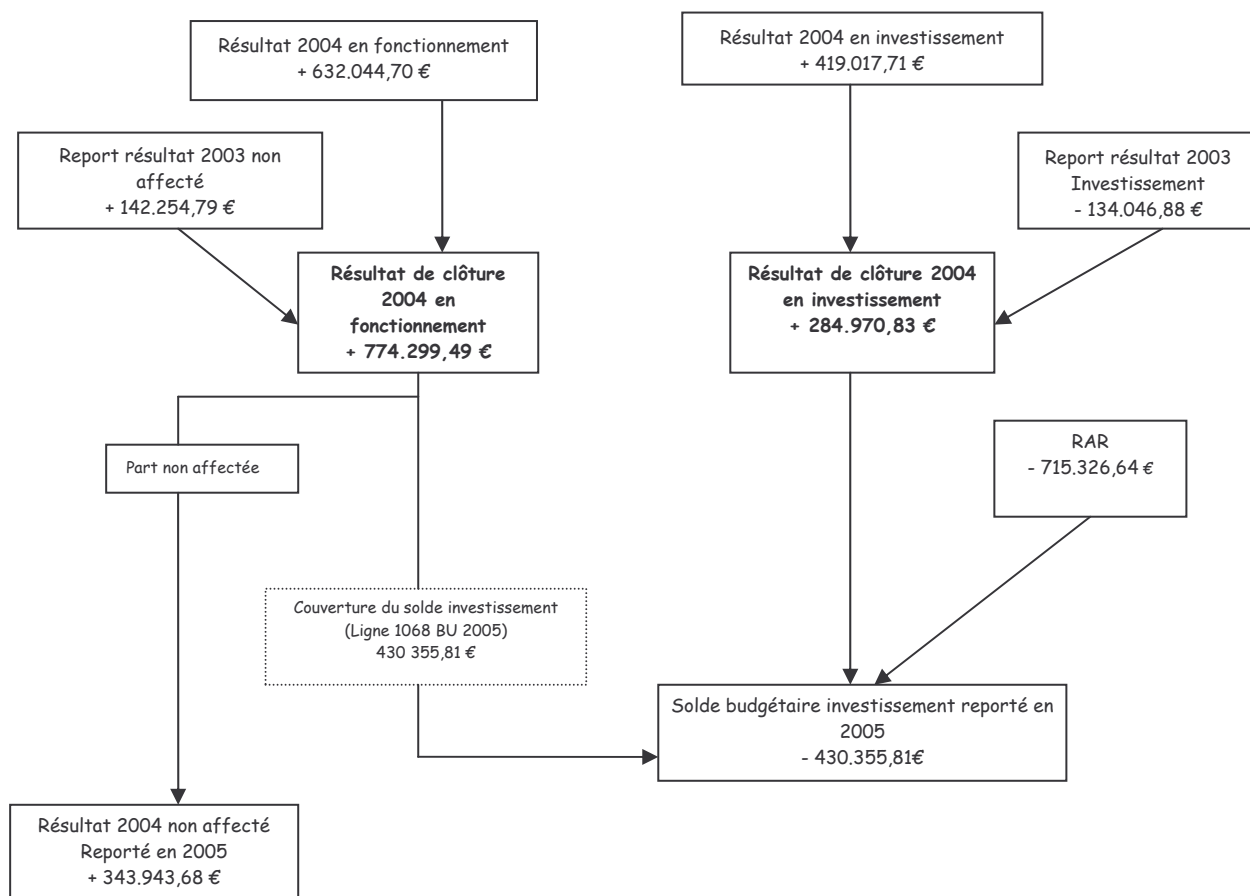 Résultat 2004 en fonctionnement
+ 632.044,70 €
Résultat 2004 en investissement
+ 419.017,71 €
Report résultat 2003 non
affecté
+ 142.254,79 €
Report résultat 2003
Investissement
- 134.046,88 €
Résultat de clôture
2004 en
fonctionnement
+ 774.299,49 €
Résultat de clôture 2004
en investissement
+ 284.970,83 €
Part non affectée
RAR
- 715.326,64 €
Couverture du solde investissement
(Ligne 1068 BU 2005)
430 355,81 €
Solde budgétaire investissement reporté en
2005
- 430.355,81€
Résultat 2004 non affecté
Reporté en 2005
+ 343.943,68 €